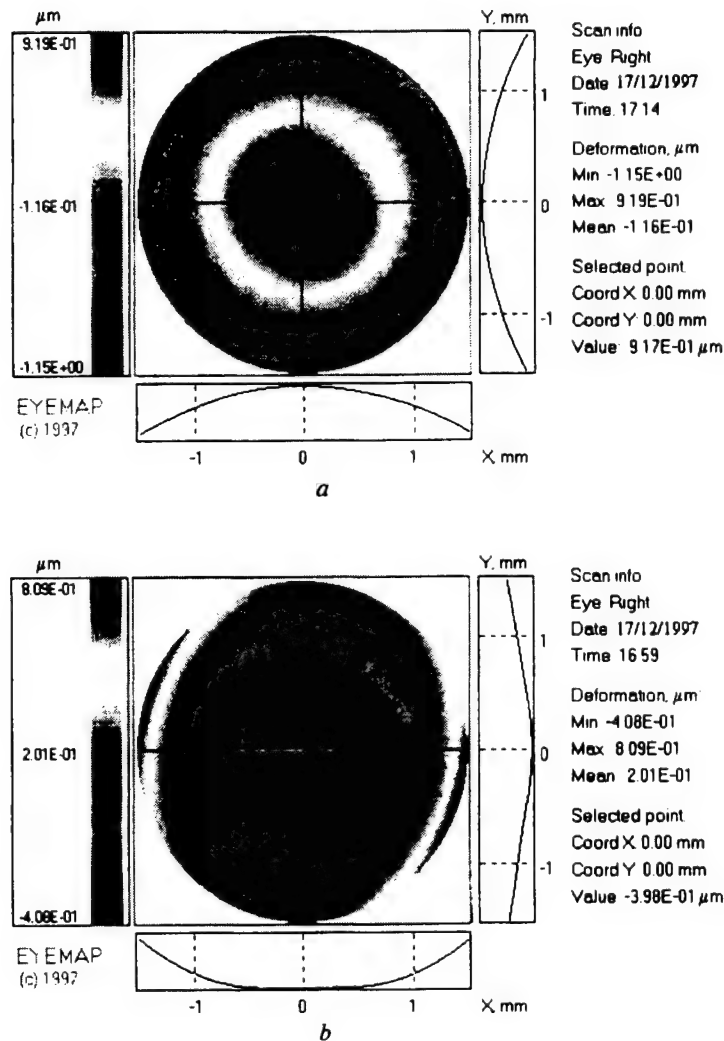 µm
9.19E-01
-1.16E-01
-1.15E+00
EYEMAP
(c) 1997
Y, mm
1
0
-1
-1
0
1
X, mm
Scan info
Eye Right
Date 17/12/1997
Time 17 14
Deformation, µm
Min -1 15E+00
Max 9 19E-01
Mean -1 16E-01
Selected point
Coord X 0.00 mm
Coord Y 0.00 mm
Value 9 17E-01 µm
a
µm
8.09E-01
2.01E-01
-4.08E-01
EYEMAP
(c) 1997
Y, mm
1
0
-1
-1
0
1
X, mm
Scan info
Eye Right
Date 17/12/1997
Time 16 59
Deformation, µm
Min -4 08E-01
Max 8 09E-01
Mean 2 01E-01
Selected point
Coord X 0.00 mm
Coord Y 0.00 mm
Value -3.98E-01 µm
b